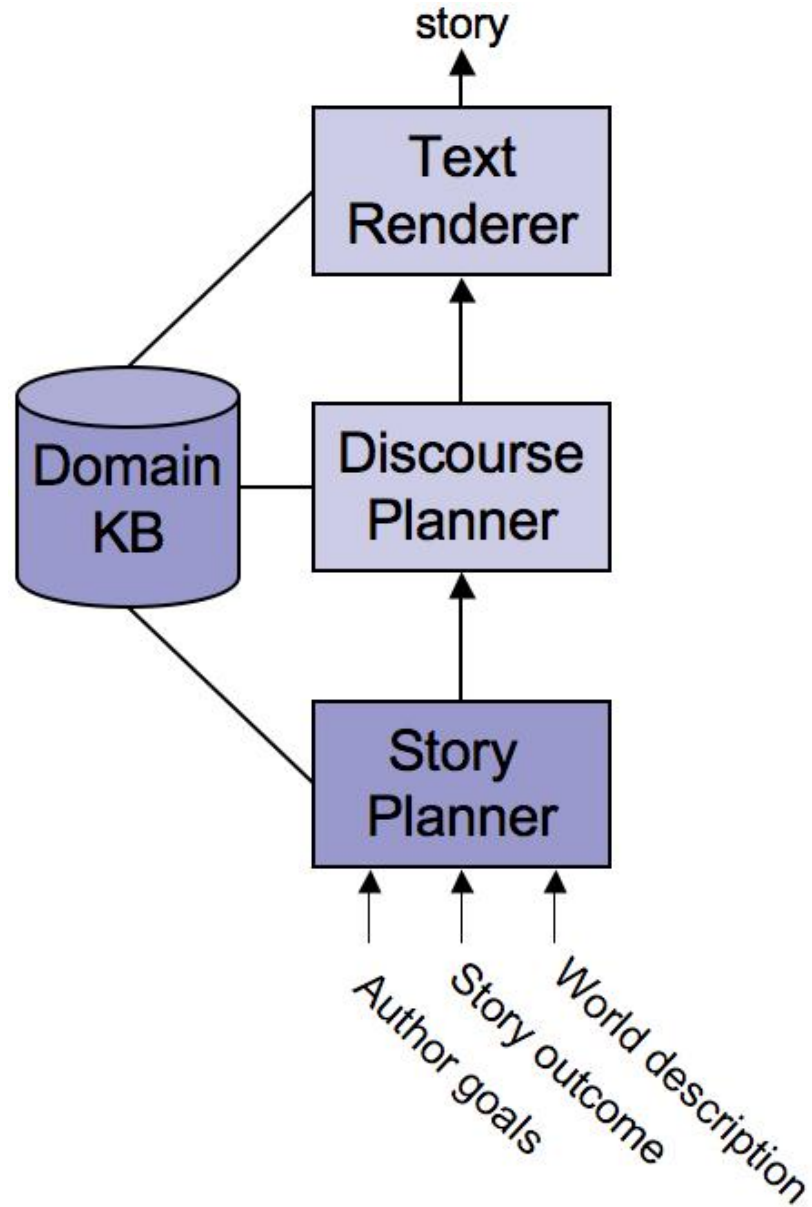 story
Text
Renderer
Domain
KB
Discourse
Planner
Story
Planner
Author goals
Story outcome
World description